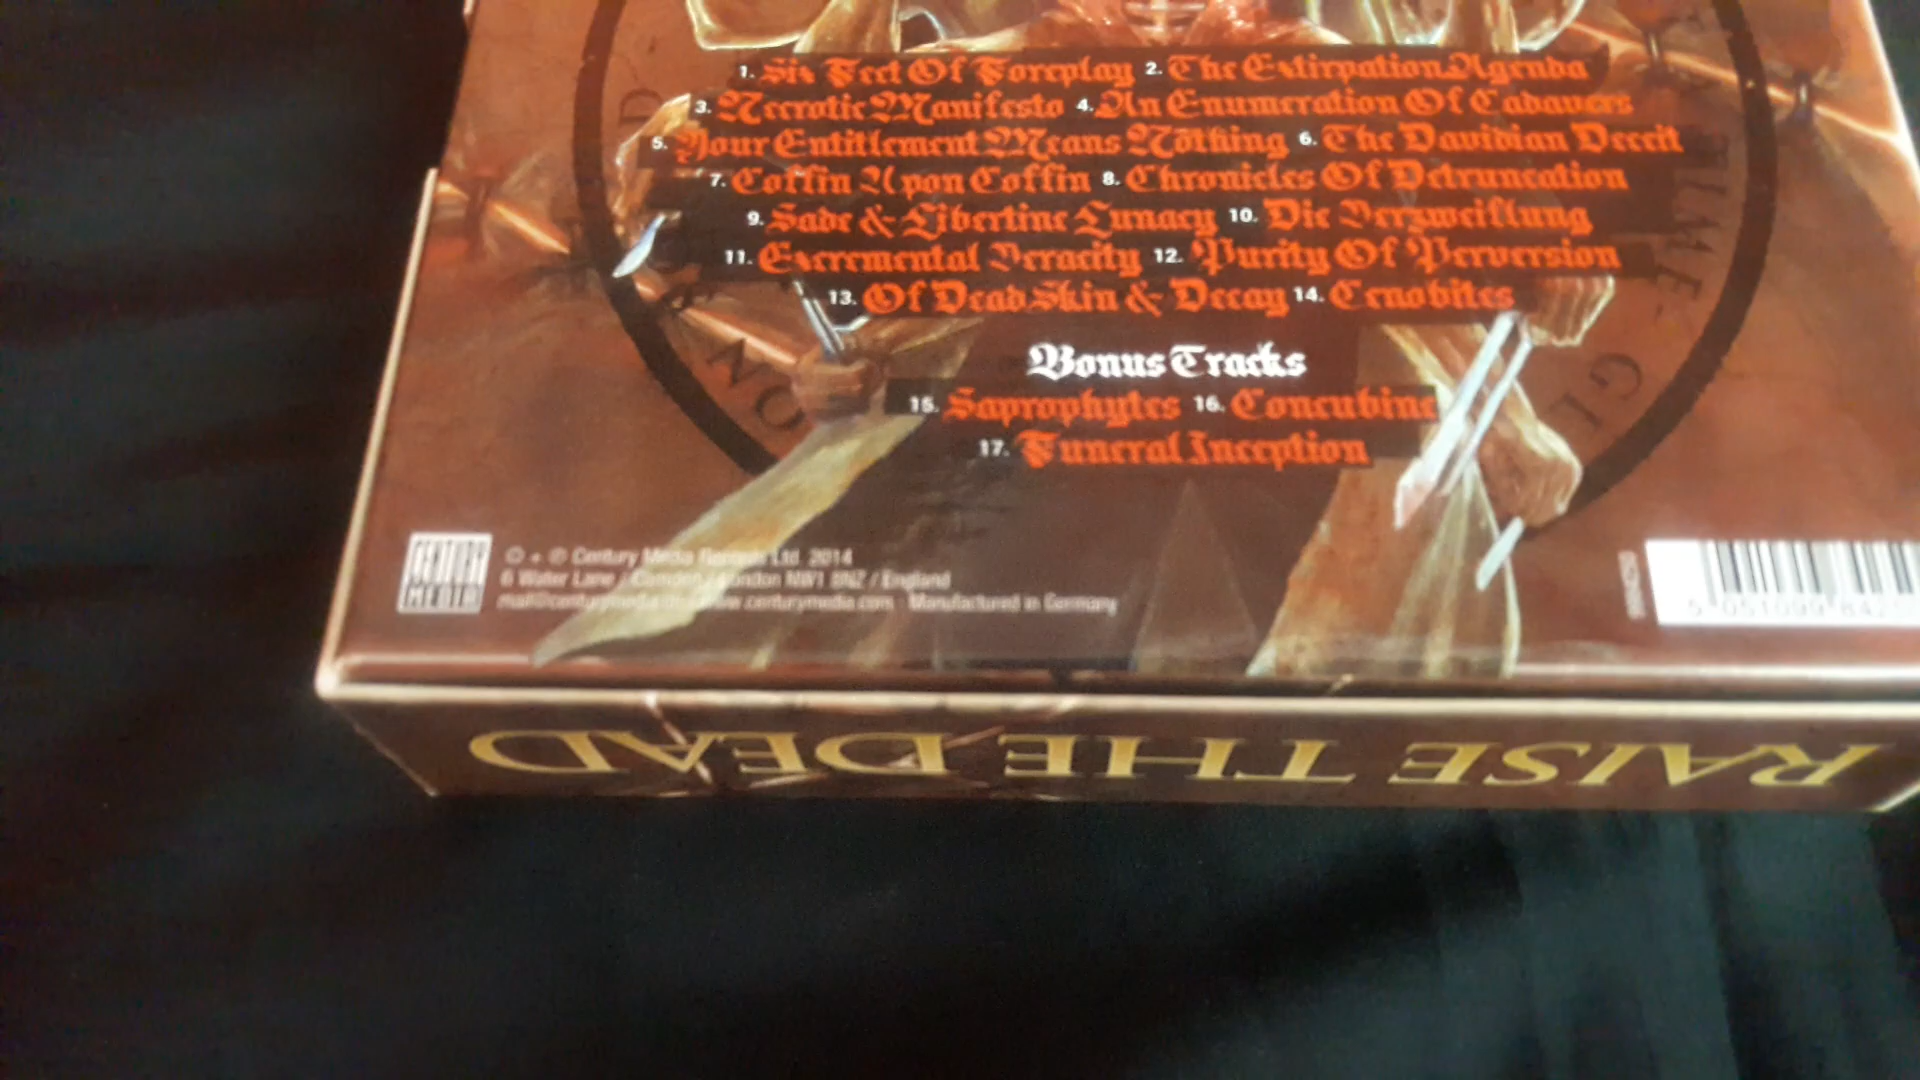 1. Six Feet Of Foreplay 2. The Extirpation Agenda
3. Necrotic Manifesto 4. An Enumeration Of Cadavers
5. Your Entitlement Means Nothing 6. The Davidian Deceit
7. Coffin Upon Coffin 8. Chronicles Of Detruncation
9. Sade & Libertine Lunacy 10. Die Verzweiflung
11. Excremental Veracity 12. Purity Of Perversion
13. Of Dead Skin & Decay 14. Cenobites
Bonus Tracks
15. Saprophytes 16. Concubine
17. Funeral Inception
CENTURY
MEDIA
© + ℗ Century Media Records Ltd. 2014
6 Water Lane / Camden / London NW1 8NZ / England
www.centurymedia.com Manufactured in Germany
5 051099 842
RAISE THE DEAD